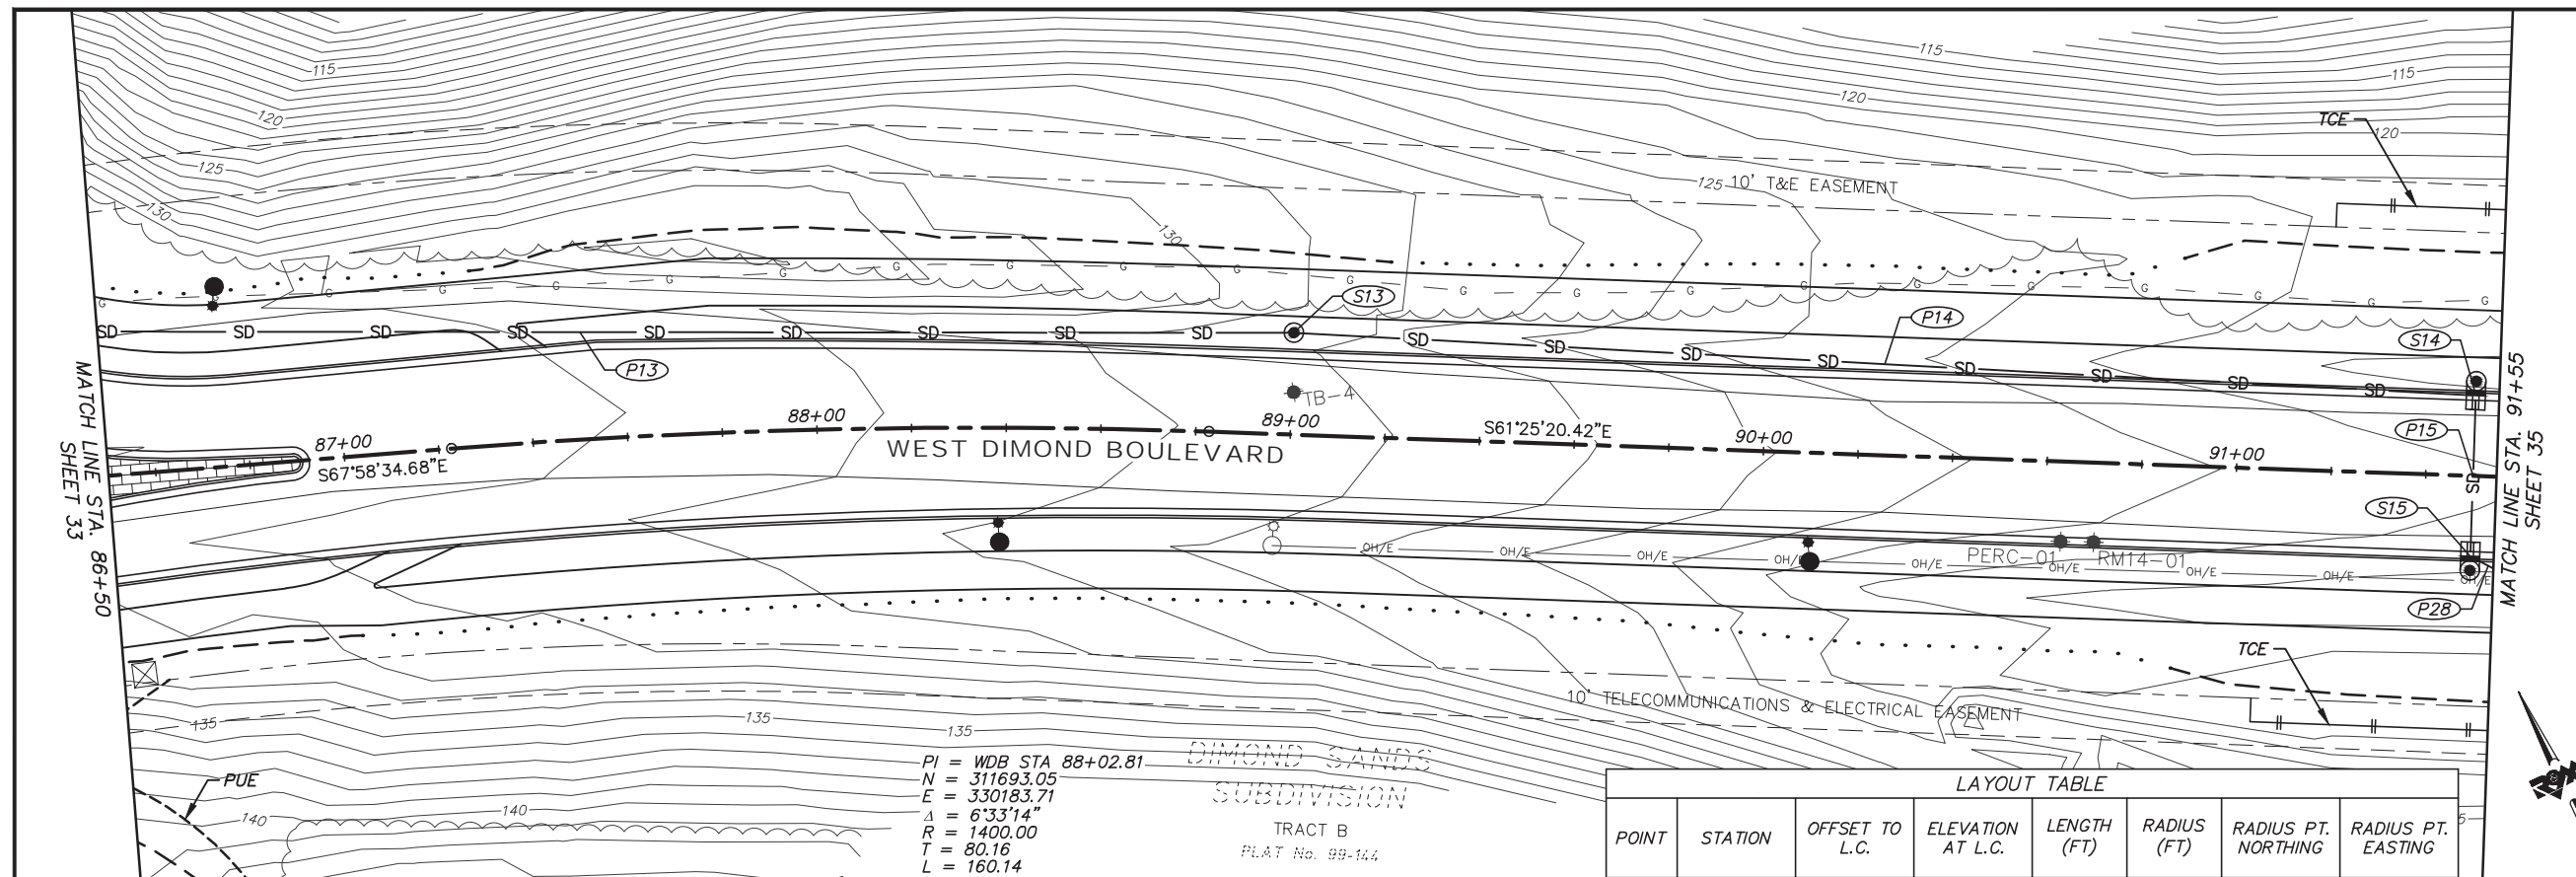 115
120
125
130
115
115
120
120
TCE
125 10' T&E EASEMENT
130
G G G G G G G G G G G G G G G G G G G G G G
S13
P14
S14
SD SD SD SD SD SD SD SD SD SD SD SD SD SD SD SD SD
P13
TB-4
MATCH LINE STA. 86+50
SHEET 33
MATCH LINE STA. 91+55
SHEET 35
87+00
88+00
89+00
90+00
91+00
S67°58'34.68"E
WEST DIMOND BOULEVARD
S61°25'20.42"E
P15
SD
S15
OH/E OH/E OH/E OH/E OH/E OH/E OH/E OH/E OH/E
PERC-01
RM14-01
P28
TCE
10' TELECOMMUNICATIONS & ELECTRICAL EASEMENT
135
135
135
PUE
140
140
PI = WDB STA 88+02.81
N = 311693.05
E = 330183.71
Δ = 6°33'14"
R = 1400.00
T = 80.16
L = 160.14
DIMOND SANDS
SUBDIVISION
TRACT B
PLAT No. 99-144
LAYOUT TABLE
POINT STATION OFFSET TO L.C. ELEVATION AT L.C. LENGTH (FT) RADIUS (FT) RADIUS PT. NORTHING RADIUS PT. EASTING